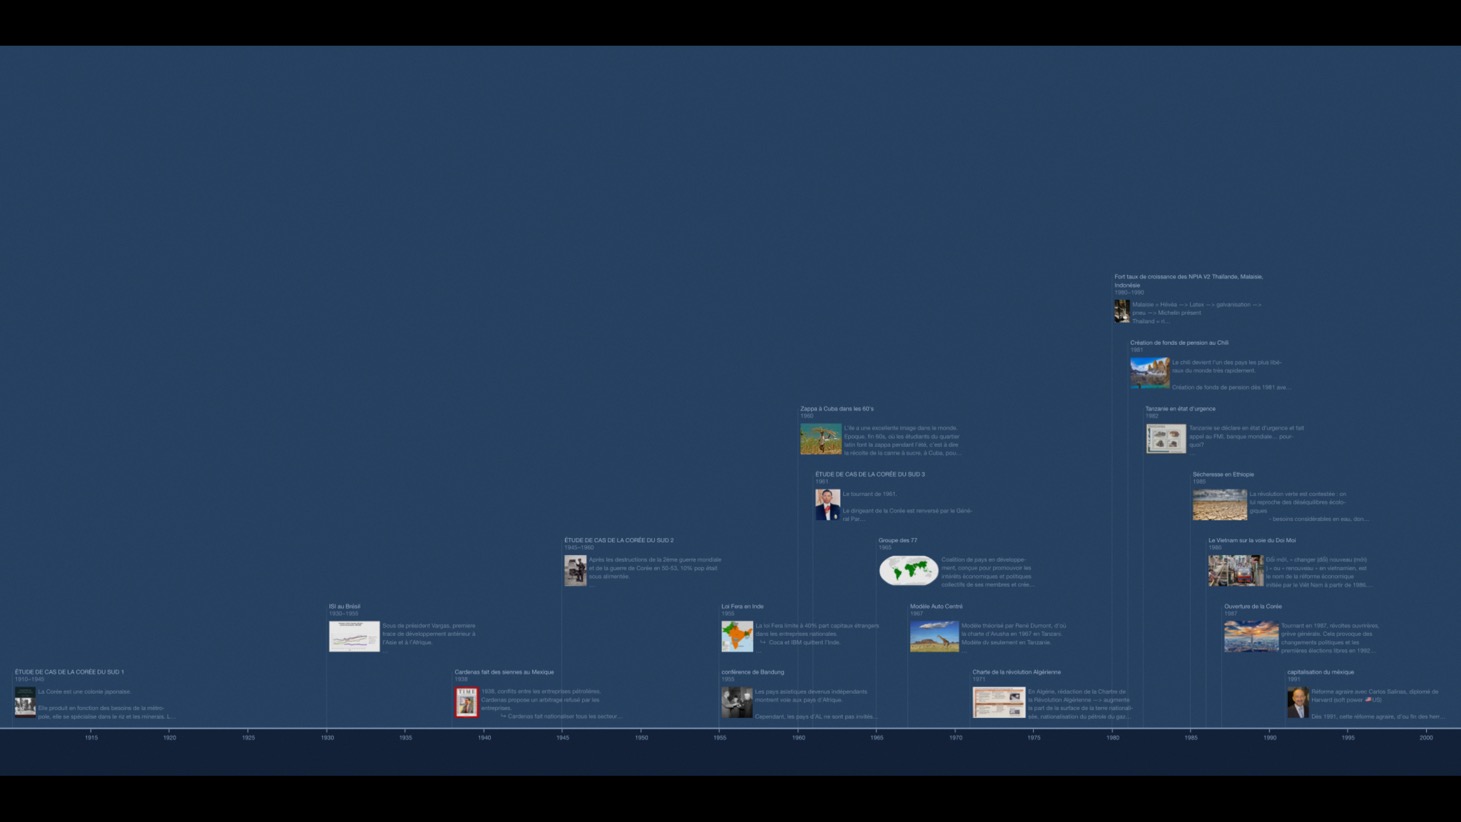 Fort taux de croissance des NPIA V2 Thaïlande, Malaisie,
Indonésie
1980–1990
Malaisie = Hévéa —> Latex —> galvanisation —>
pneu —> Michelin présent
Thaïland = r...
Création de fonds de pension au Chili
1981
Le chili devient l'un des pays les plus libé-
raux du monde très rapidement.
Création de fonds de pension dès 1981 ave...
Zappa à Cuba dans les 60's
1960
L'île a une excellente image dans le monde.
Epoque, fin 60s, où les étudiants du quartier
latin font la zappa pendant l'été, c'est à dire
la récolte de la canne à sucre, à Cuba, pou...
Tanzanie en état d'urgence
1982
Tanzanie se déclare en état d'urgence et fait
appel au FMI, banque mondiale... pour-
quoi?
...
ÉTUDE DE CAS DE LA CORÉE DU SUD 3
1961
Le tournant de 1961.
Le dirigeant de la Corée est renversé par le Géné-
ral Par...
Sécheresse en Ethiopie
1985
La révolution verte est contestée : on
lui reproche des déséquilibres écolo-
giques
- besoins considérables en eau, don...
ÉTUDE DE CAS DE LA CORÉE DU SUD 2
1945–1960
Après les destructions de la 2ème guerre mondiale
et de la guerre de Corée en 50-53, 10% pop était
sous alimentée.
...
Groupe des 77
1965
Coalition de pays en développe-
ment, conçue pour promouvoir les
intérêts économiques et politiques
collectifs de ses membres et crée...
Le Vietnam sur la voie du Doi Moi
1986
Đổi mới, « changer (đổi) nouveau (mới)
» ou « renouveau » en vietnamien, est
le nom de la réforme économique
initiée par le Việt Nam à partir de 1986...
ISI au Brésil
1930–1955
Sous de président Vargas, première
trace de développement antérieur à
l'Asie et à l'Afrique.
...
Loi Fera en Inde
1955
La loi Fera limite à 40% part capitaux étrangers
dans les entreprises nationales.
↪ Coca et IBM quittent l'Inde.
...
Modèle Auto Centré
1967
Modèle théorisé par René Dumont, d'où
la charte d'Arusha en 1967 en Tanzani.
Modèle du seulement en Tanzanie.
...
Ouverture de la Corée
1987
Tournant en 1987, révoltes ouvrières,
grève générale. Cela provoque des
changements politiques et les
premières élections libre en 1992...
ÉTUDE DE CAS DE LA CORÉE DU SUD 1
1910–1945
La Corée est une colonie japonaise.
Elle produit en fonction des besoins de la métro-
pole, elle se spécialise dans le riz et les minerais. L...
Cardenas fait des siennes au Mexique
1938
TIME
1938, conflits entre les entreprises pétrolières.
Cardenas propose un arbitrage refusé par les
entreprises.
↪ Cardenas fait nationaliser tous les secteur...
conférence de Bandung
1955
Les pays asiatiques devenus indépendants
montrent voie aux pays d'Afrique.
Cependant, les pays d'AL ne sont pas invités...
Charte de la révolution Algérienne
1971
En Algérie, rédaction de la Charte de
la Révolution Algérienne —> augmente
le part de la surface de la terre nationali-
sée, nationalisation du pétrole du gaz...
capitalisation du méxique
1991
Réforme agraire avec Carlos Salinas, diplomé de
Harvard (soft power 🇺🇸US)
Dès 1991, cette réforme agraire, d'ou fin des herr...
1915 1920 1925 1930 1935 1940 1945 1950 1955 1960 1965 1970 1975 1980 1985 1990 1995 2000